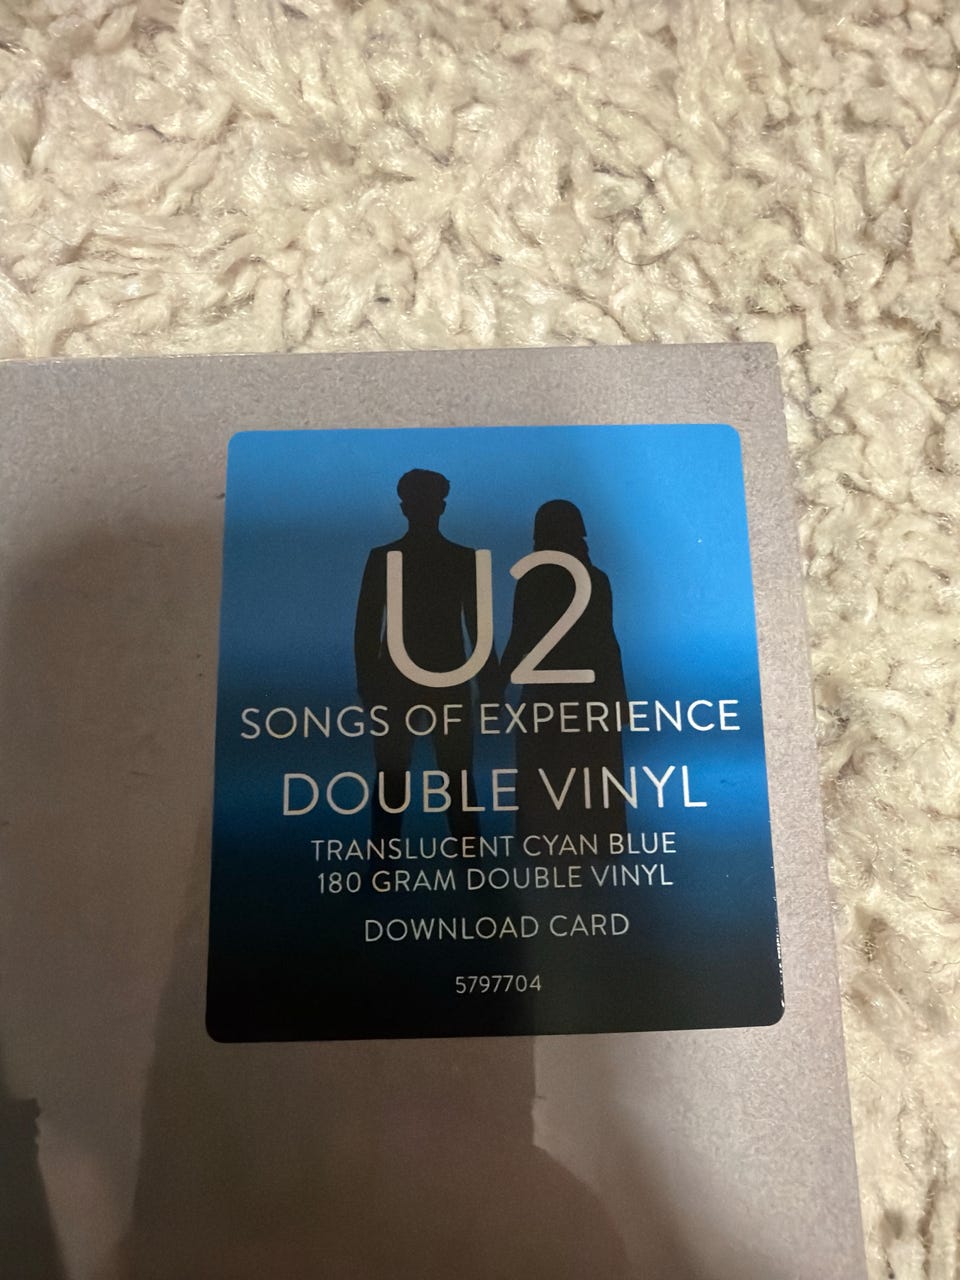 U2
SONGS OF EXPERIENCE
DOUBLE VINYL
TRANSLUCENT CYAN BLUE
180 GRAM DOUBLE VINYL
DOWNLOAD CARD
5797704